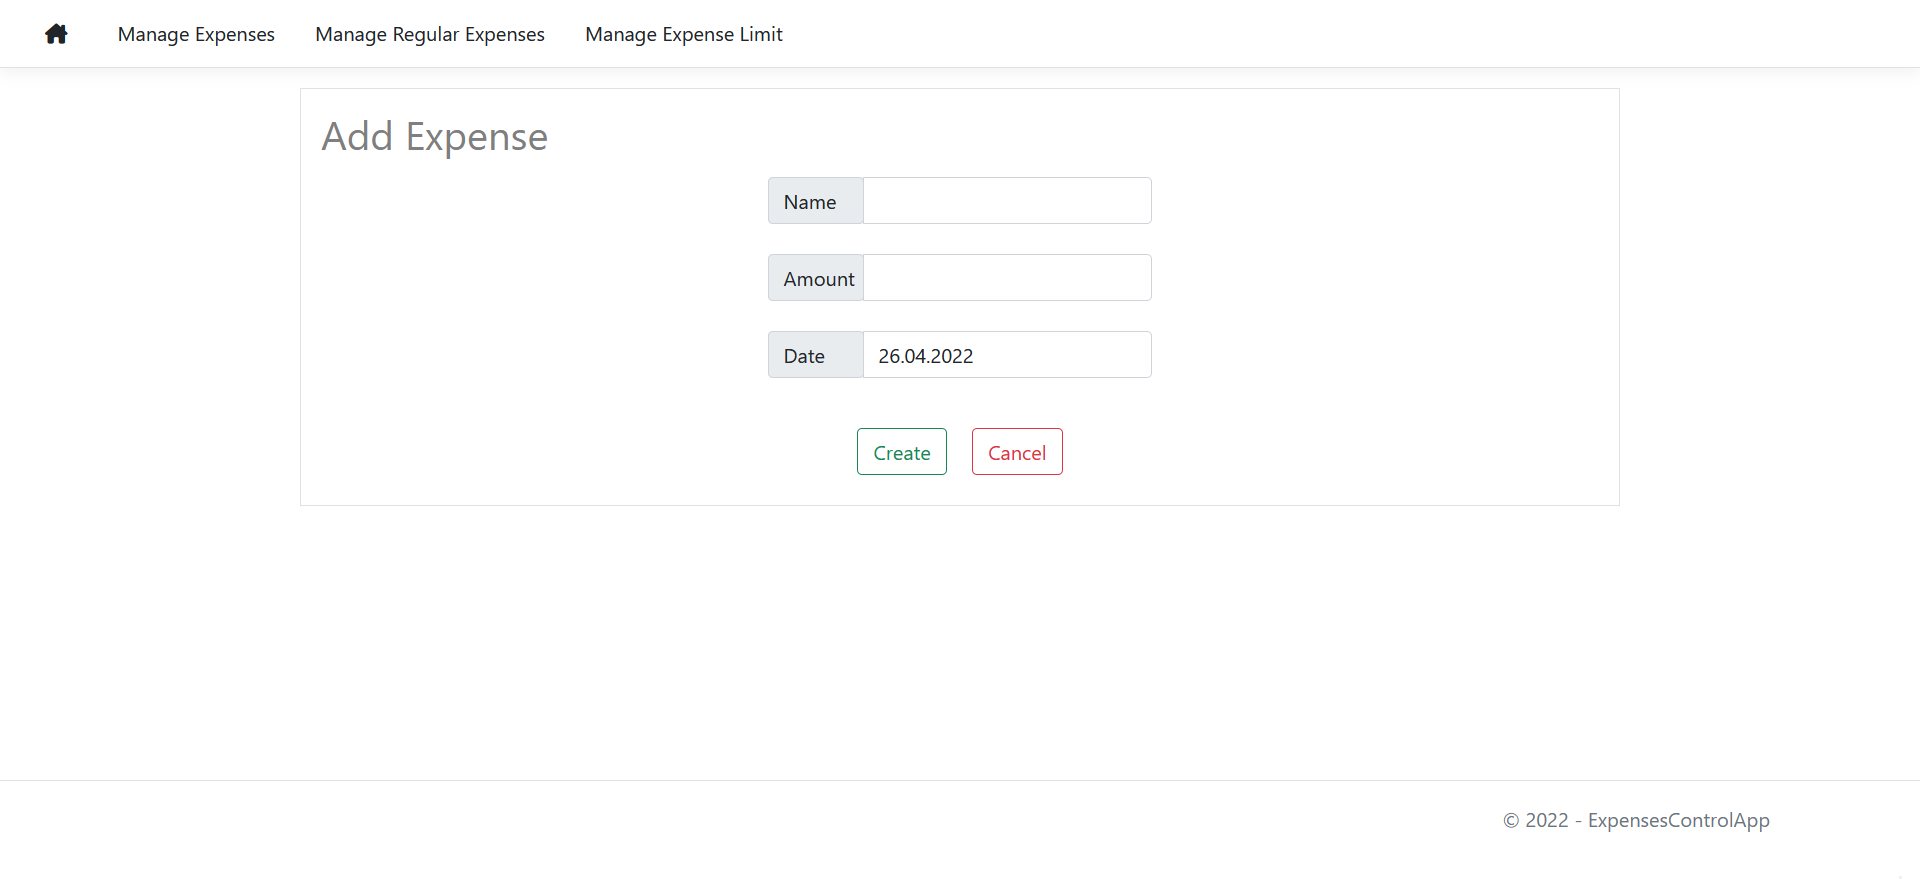 Manage Expenses Manage Regular Expenses Manage Expense Limit
Add Expense
Name
Amount
Date 26.04.2022
Create Cancel
© 2022 - ExpensesControlApp